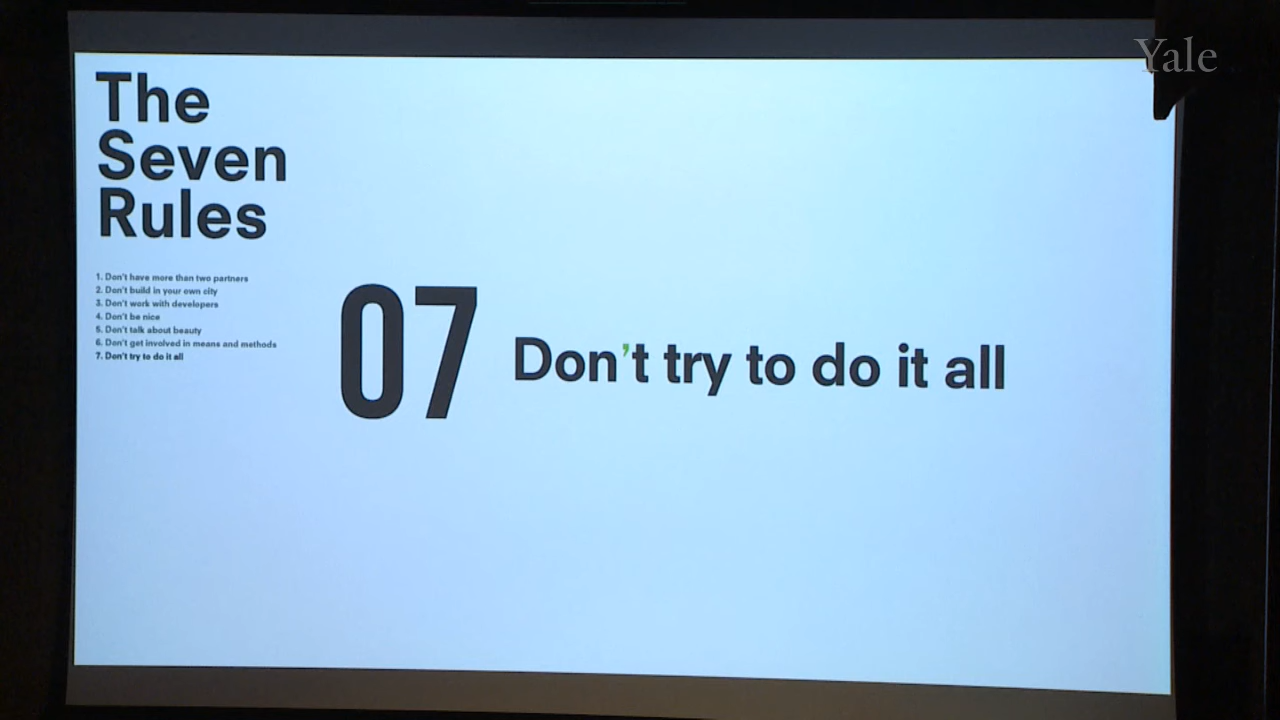 Yale
The
Seven
Rules
1. Don't have more than two partners
2. Don't build in your own city
3. Don't work with developers
4. Don't be nice
5. Don't talk about beauty
6. Don't get involved in means and methods
7. Don't try to do it all
07
Don't try to do it all